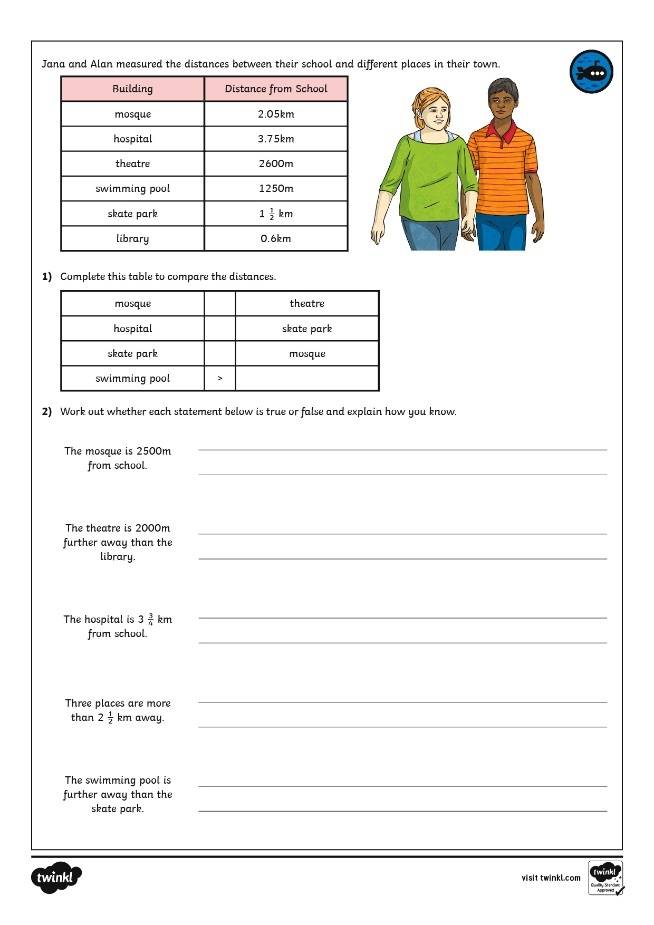 Jana and Alan measured the distances between their school and different places in their town.
Building Distance from School
mosque 2.05km
hospital 3.75km
theatre 2600m
swimming pool 1250m
skate park 1 1/2 km
library 0.6km
1) Complete this table to compare the distances.
mosque theatre
hospital skate park
skate park mosque
swimming pool >
2) Work out whether each statement below is true or false and explain how you know.
The mosque is 2500m
from school.
The theatre is 2000m
further away than the
library.
The hospital is 3 3/4 km
from school.
Three places are more
than 2 1/2 km away.
The swimming pool is
further away than the
skate park.
twinkl
visit twinkl.com
twinkl
Quality Standard
Approved